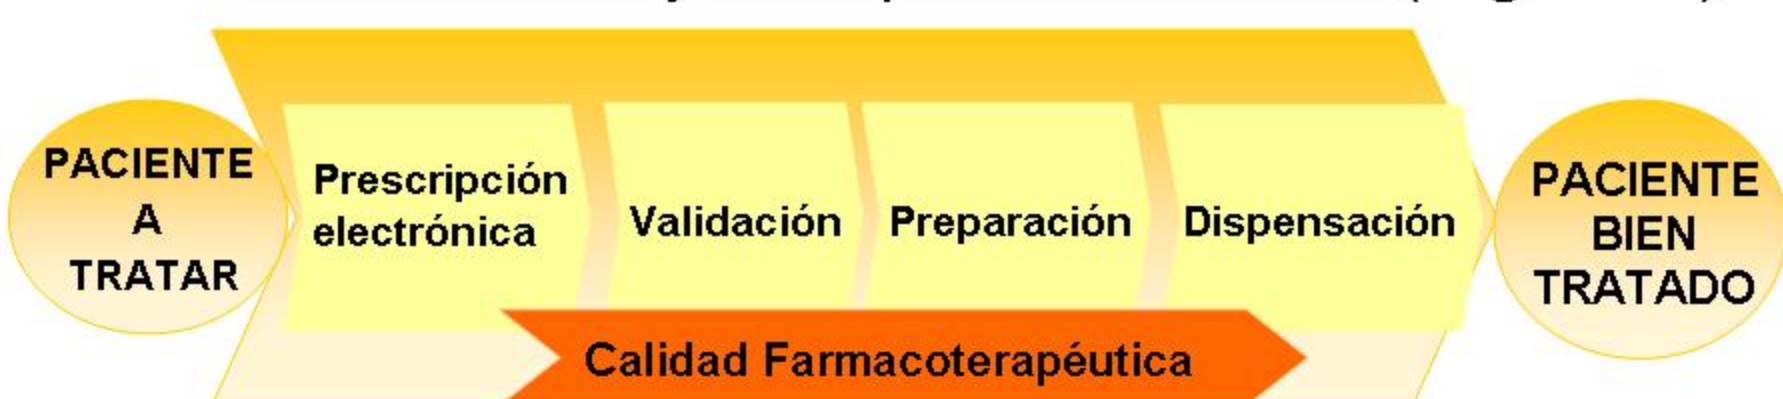 PACIENTE
A
TRATAR
Prescripción
electrónica
Validación
Preparación
Dispensación
PACIENTE
BIEN
TRATADO
Calidad Farmacoterapéutica